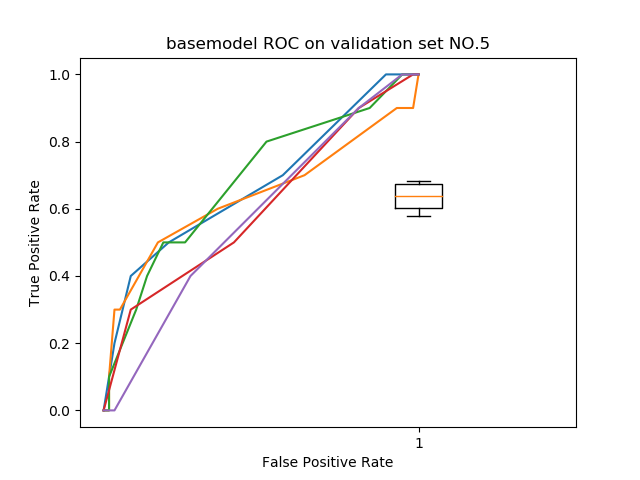 basemodel ROC on validation set NO.5
True Positive Rate
1.0
0.8
0.6
0.4
0.2
0.0
1
False Positive Rate